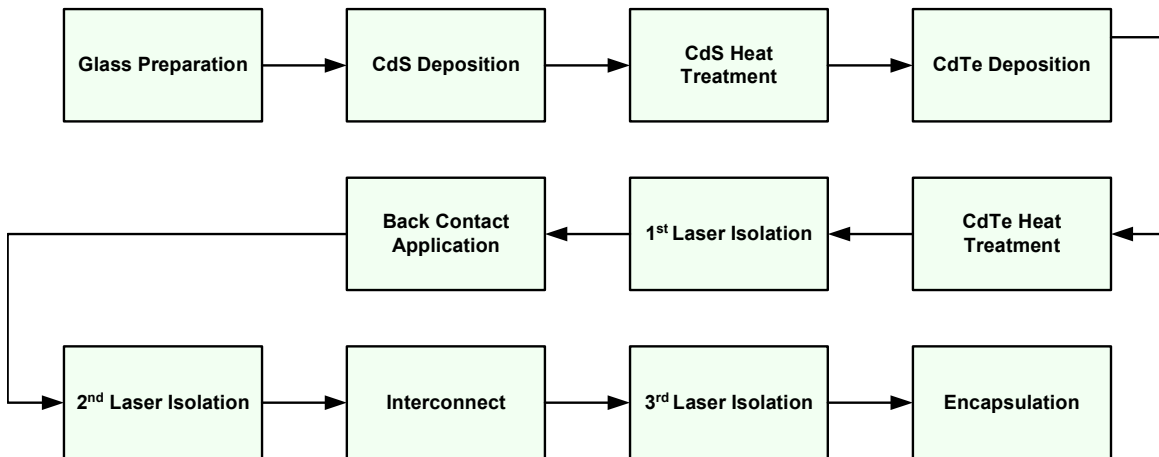 Glass Preparation
CdS Deposition
CdS Heat
Treatment
CdTe Deposition
CdTe Heat
Treatment
1st Laser Isolation
Back Contact
Application
2nd Laser Isolation
Interconnect
3rd Laser Isolation
Encapsulation